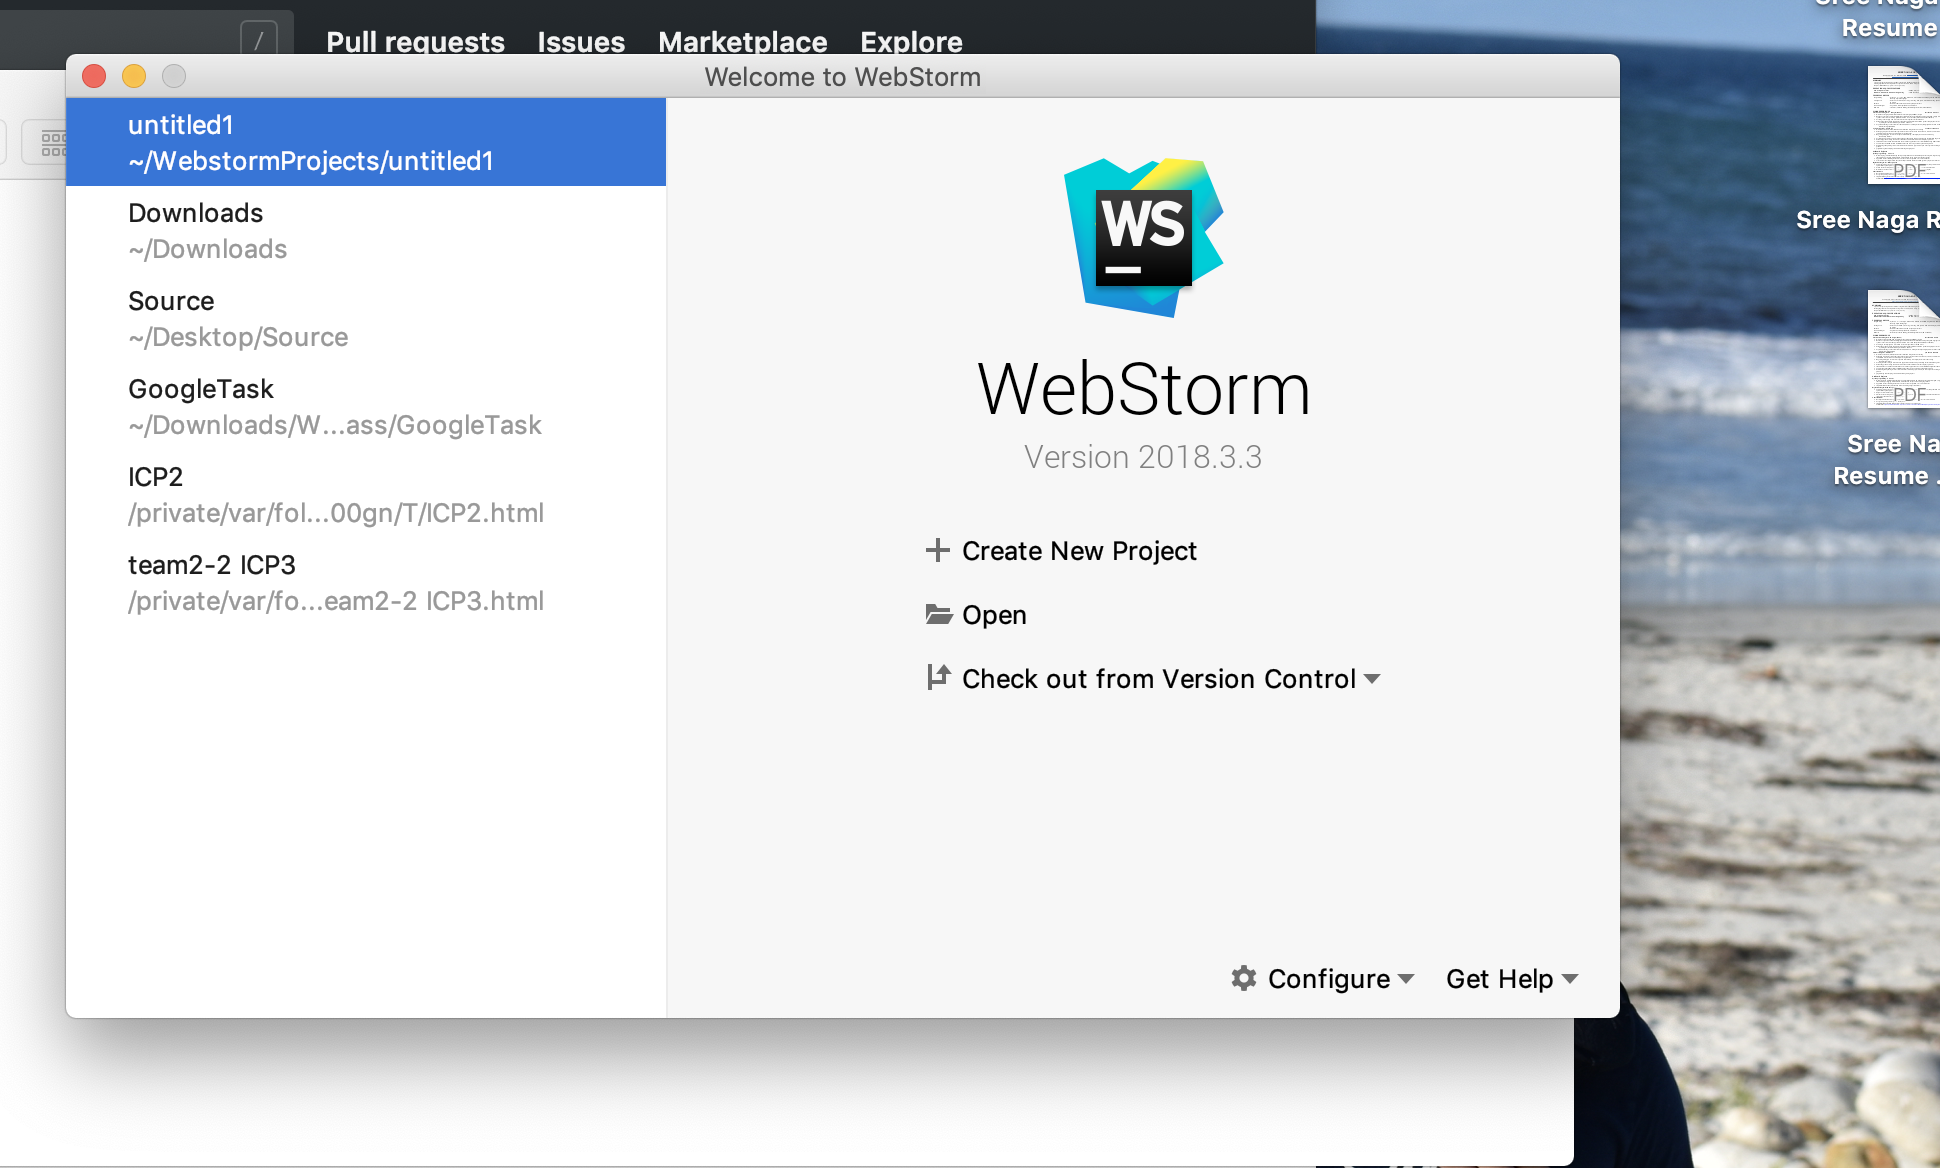 / Pull requests Issues Marketplace Explore
Welcome to WebStorm
untitled1
~/WebstormProjects/untitled1
Downloads
~/Downloads
Source
~/Desktop/Source
GoogleTask
~/Downloads/W...ass/GoogleTask
ICP2
/private/var/fol...00gn/T/ICP2.html
team2-2 ICP3
/private/var/fo...eam2-2 ICP3.html
WS
WebStorm
Version 2018.3.3
Create New Project
Open
Check out from Version Control
Configure Get Help
Sree Naga
Resume
PDF
Sree Naga R
PDF
Sree Na
Resume .